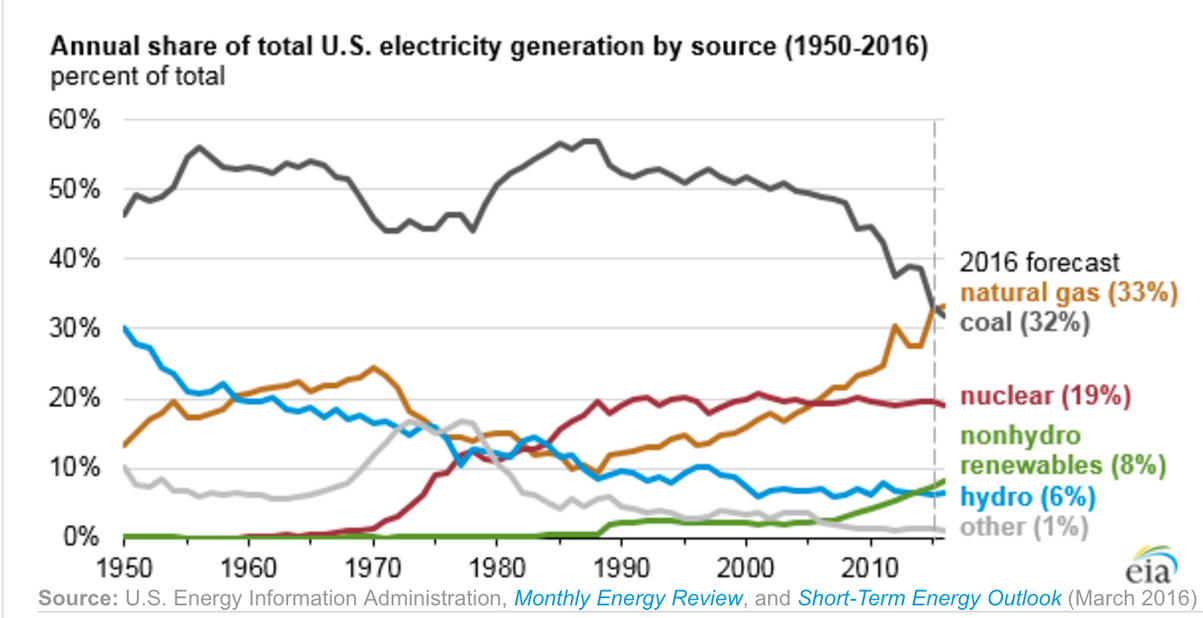 Annual share of total U.S. electricity generation by source (1950-2016)
percent of total
60%
50%
40%
30%
20%
10%
0%
2016 forecast
natural gas (33%)
coal (32%)
nuclear (19%)
nonhydro
renewables (8%)
hydro (6%)
other (1%)
1950 1960 1970 1980 1990 2000 2010
eia
Source: U.S. Energy Information Administration, Monthly Energy Review, and Short-Term Energy Outlook (March 2016)